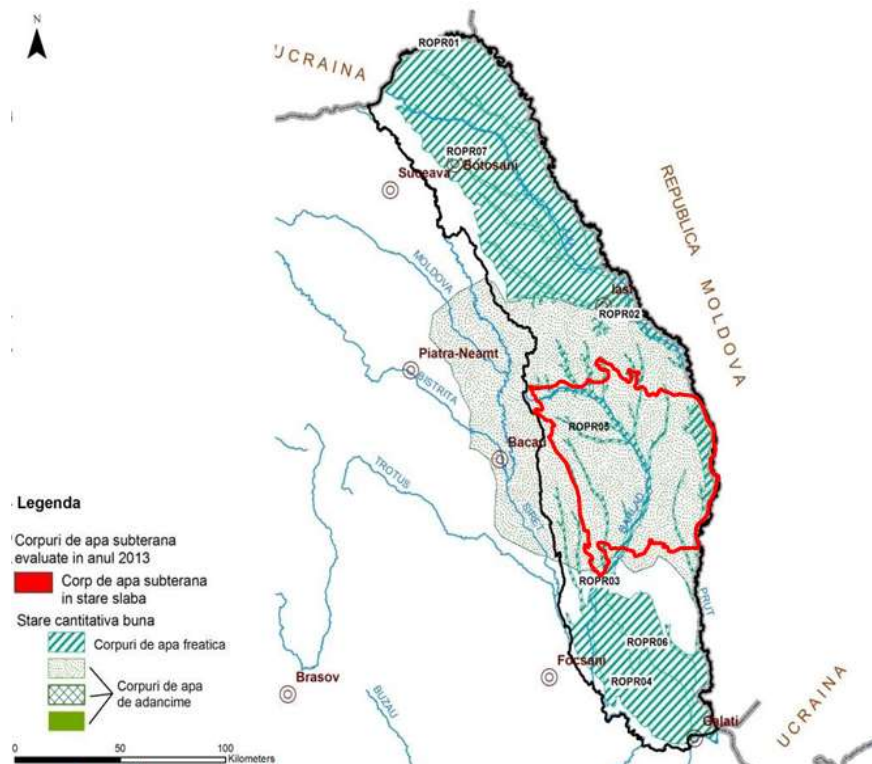 N
UCRAINA
ROPR01
ROPR07
Botosani
Suceava
REPUBLICA MOLDOVA
MOLDOVA
Iasi
ROPR02
Piatra-Neamt
BISTRITA
ROPR05
Bacau
TROTUS
SIRET
BARLAD
ROPR03
PRUT
ROPR06
Focsani
ROPR04
Galati
UCRAINA
Brasov
BUZAU
Legenda
Corpuri de apa subterana
evaluate in anul 2013
Corp de apa subterana
in stare slaba
Stare cantitativa buna
Corpuri de apa freatica
Corpuri de apa
de adancime
0 50 100
Kilometers